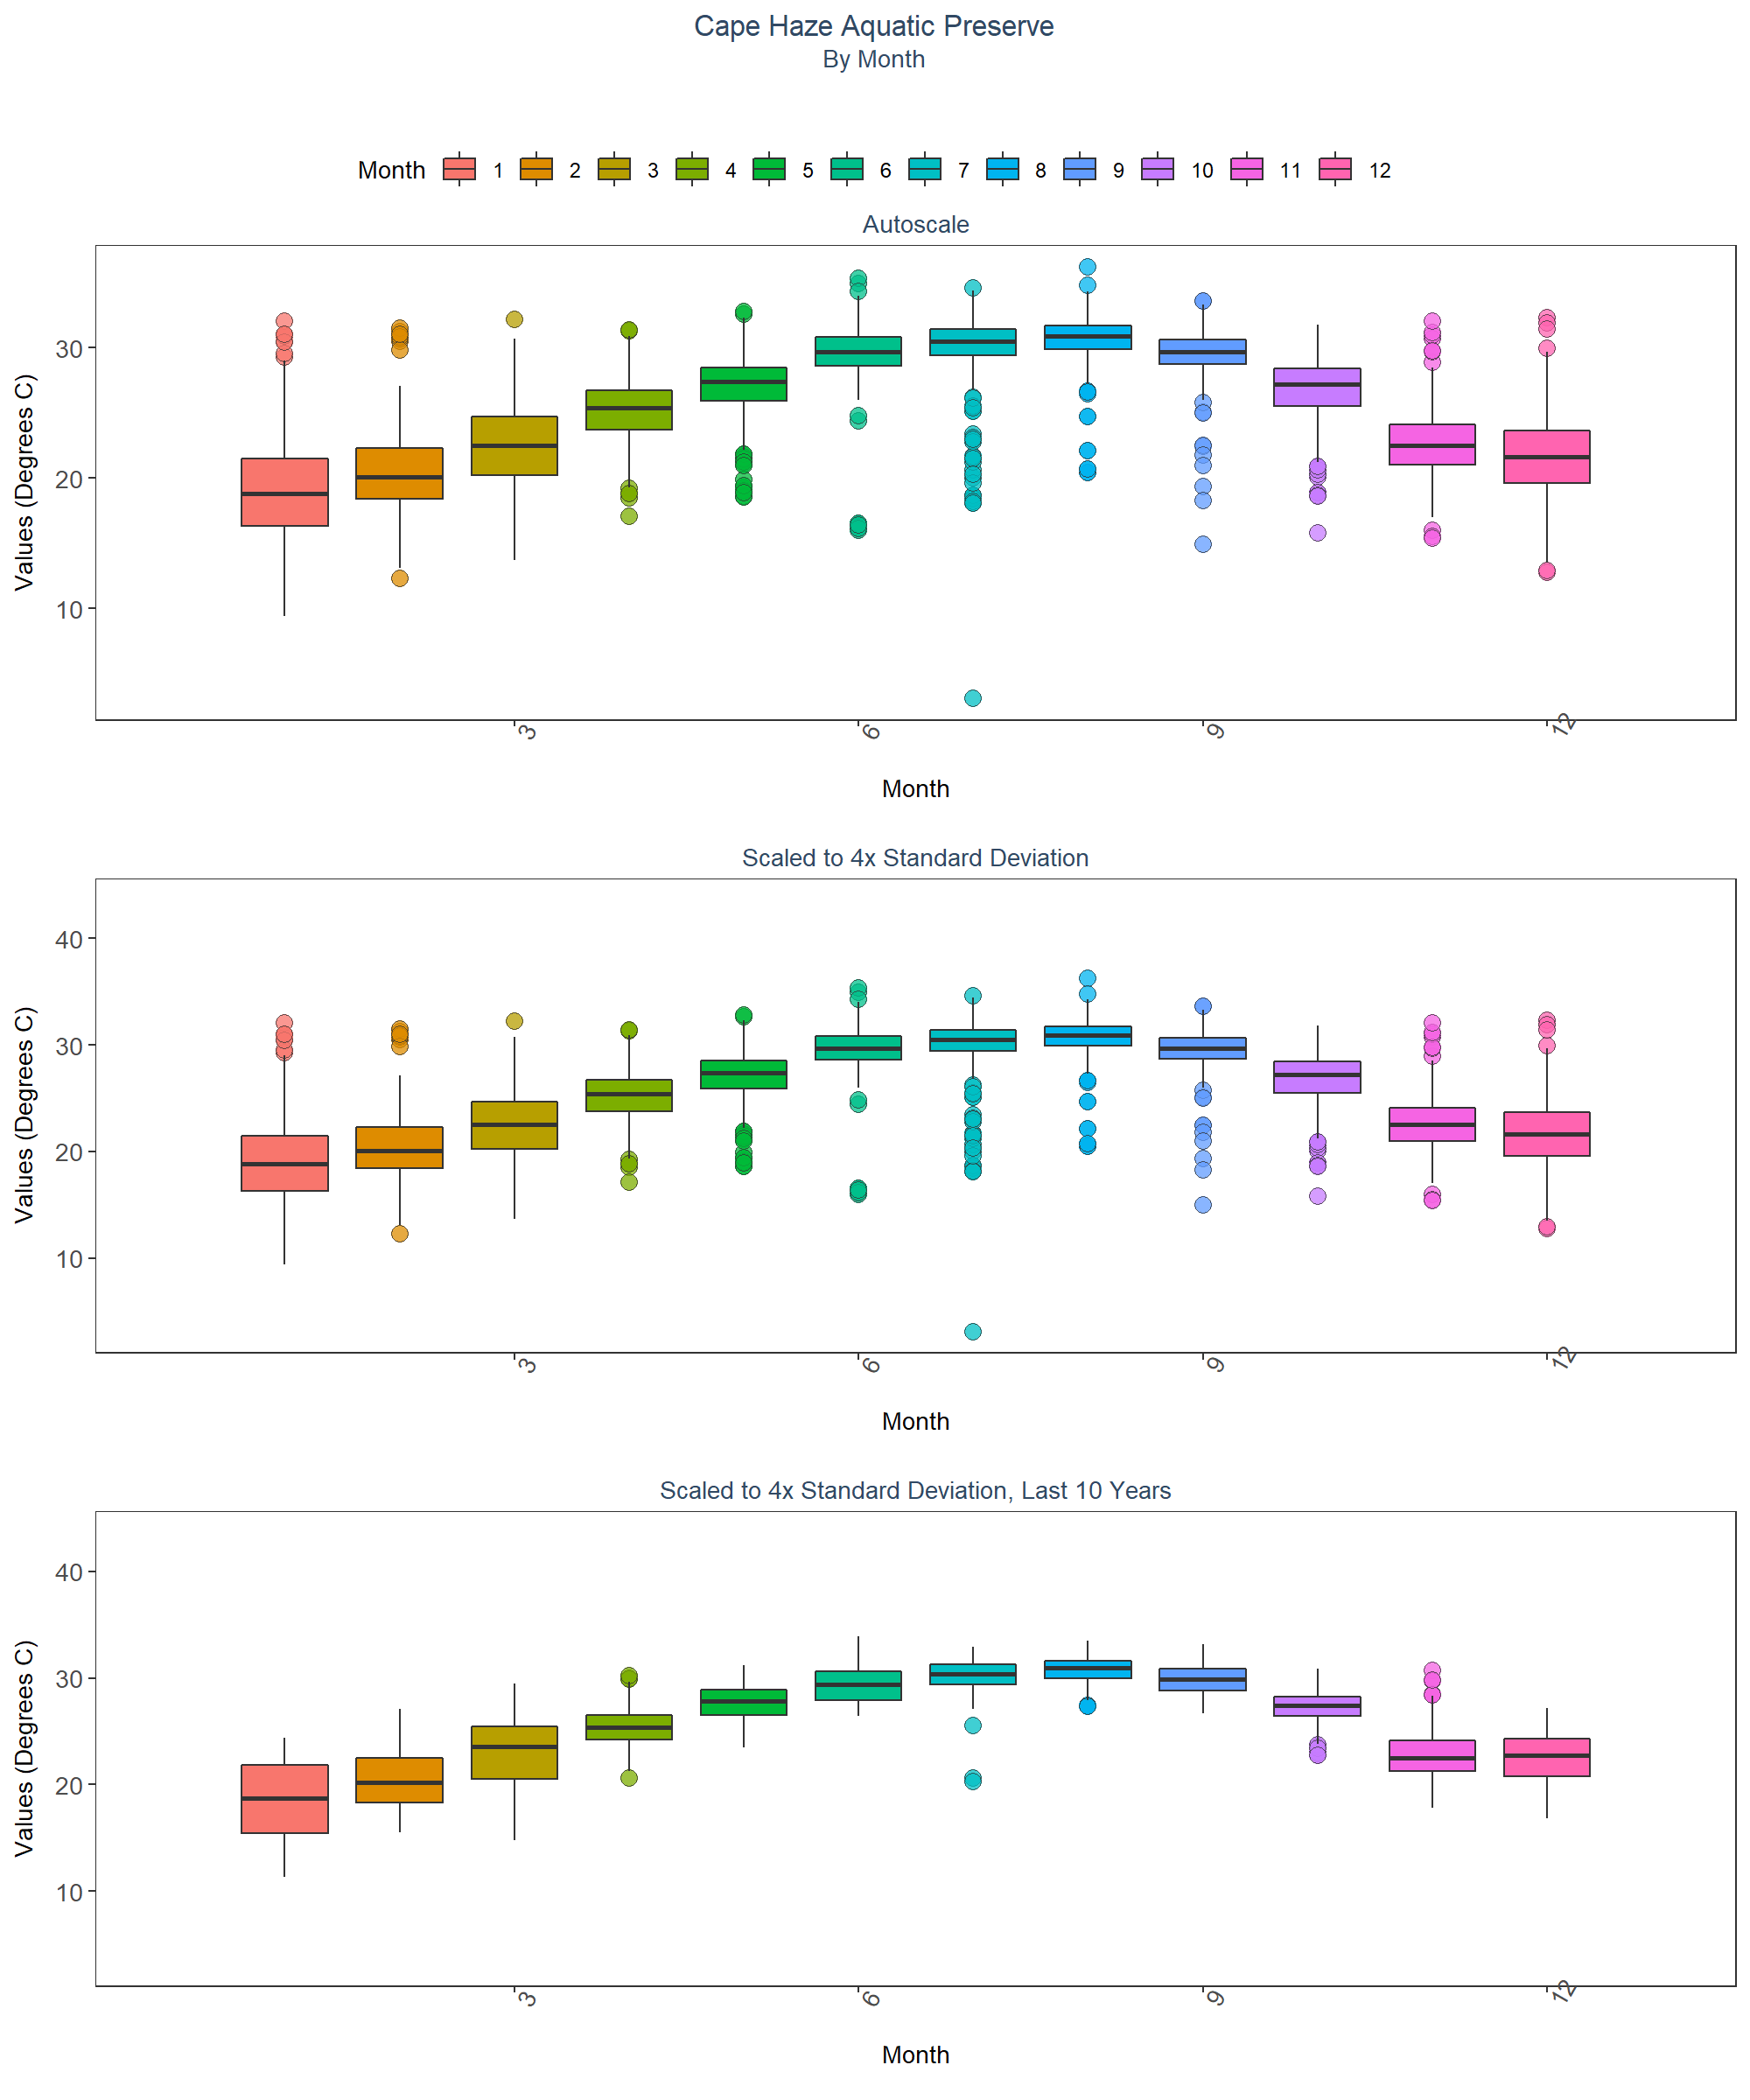 Cape Haze Aquatic Preserve
By Month
Month 1 2 3 4 5 6 7 8 9 10 11 12
Autoscale
Values (Degrees C)
30
20
10
3 6 9 12
Month
Scaled to 4x Standard Deviation
Values (Degrees C)
40
30
20
10
3 6 9 12
Month
Scaled to 4x Standard Deviation, Last 10 Years
Values (Degrees C)
40
30
20
10
3 6 9 12
Month